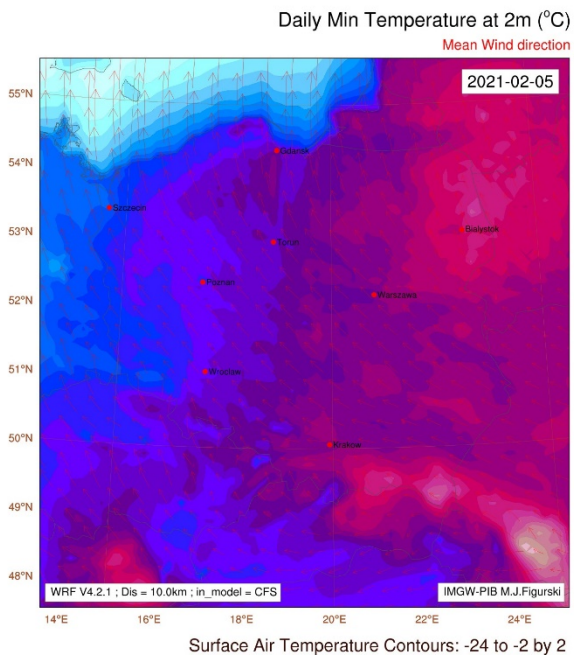 Daily Min Temperature at 2m (°C)
Mean Wind direction
2021-02-05
55°N
54°N
53°N
52°N
51°N
50°N
49°N
48°N
Gdansk
Szczecin
Bialystok
Torun
Poznan
Warszawa
Wroclaw
Krakow
WRF V4.2.1 ; Dis = 10.0km ; in_model = CFS
IMGW-PIB M.J.Figurski
14°E 16°E 18°E 20°E 22°E 24°E
Surface Air Temperature Contours: -24 to -2 by 2